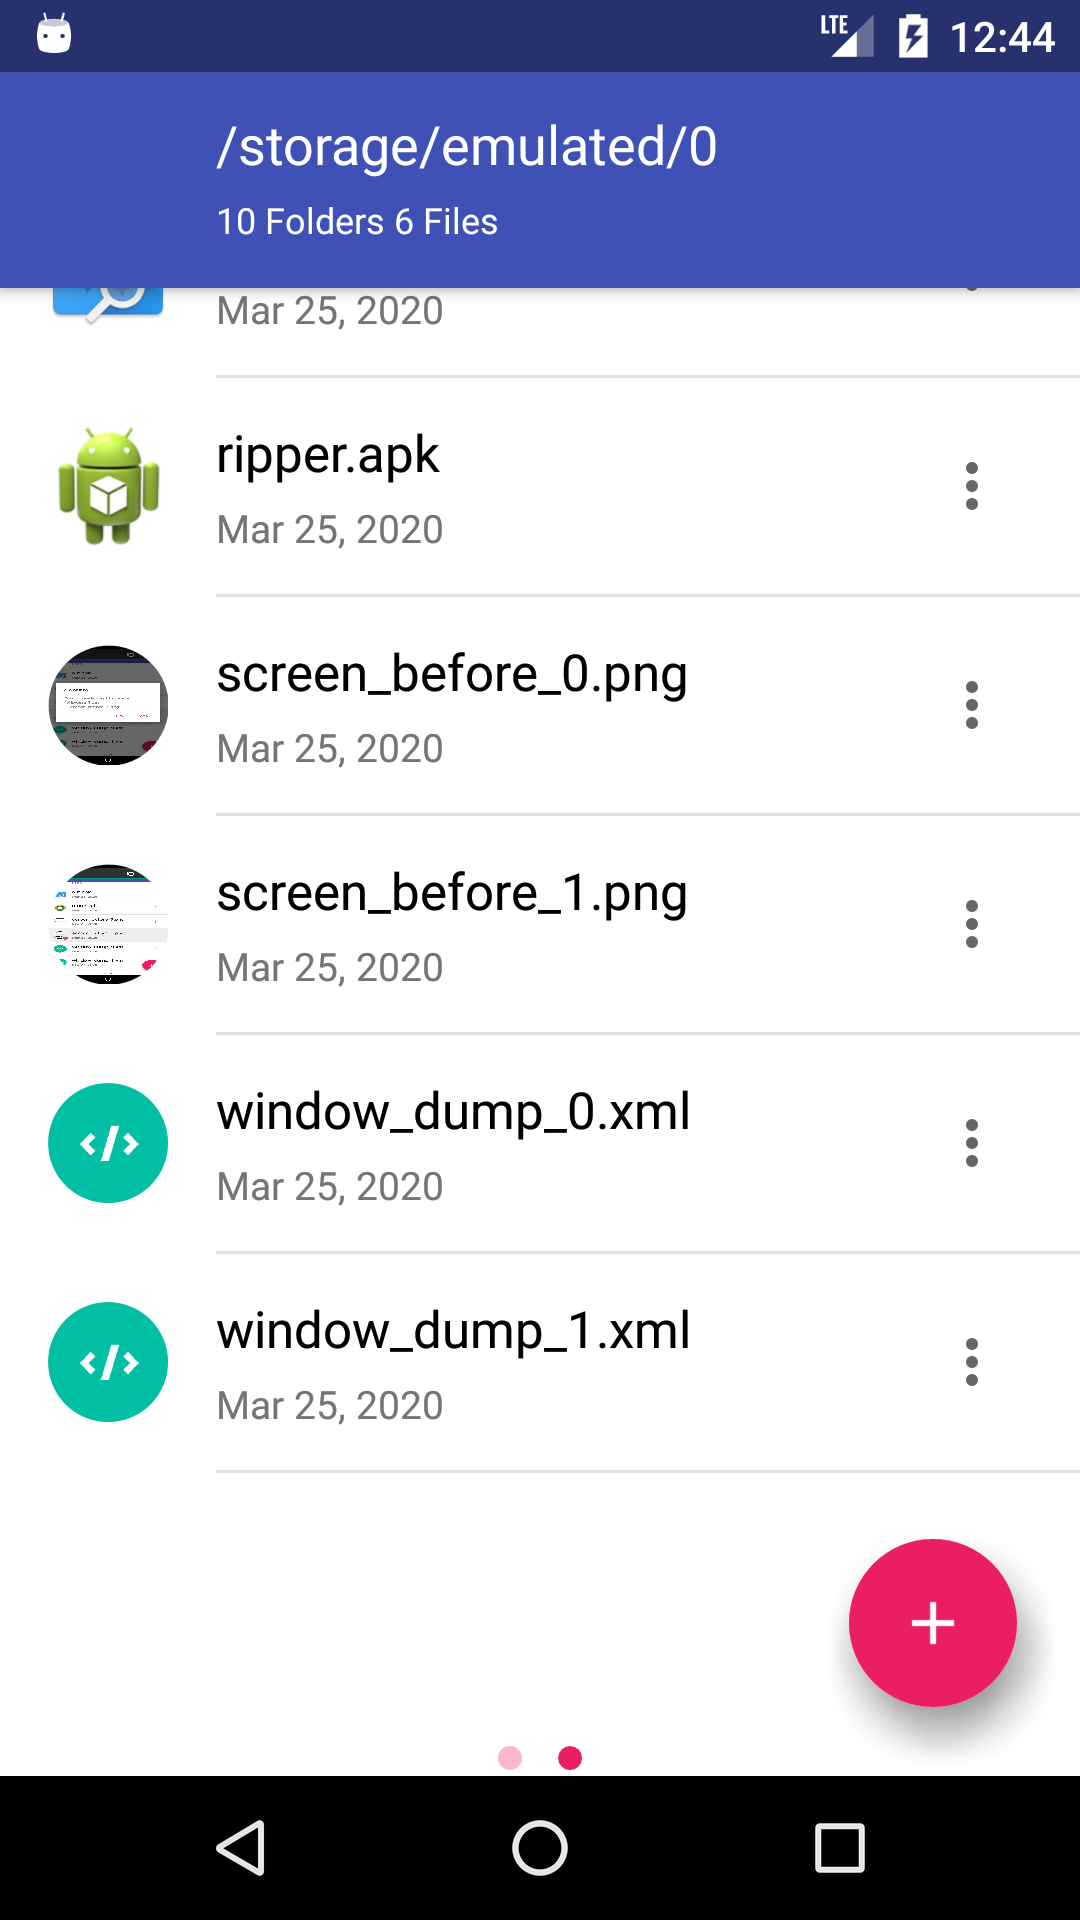 LTE 12:44
/storage/emulated/0
10 Folders 6 Files
Mar 25, 2020
ripper.apk
Mar 25, 2020
screen_before_0.png
Mar 25, 2020
screen_before_1.png
Mar 25, 2020
window_dump_0.xml
Mar 25, 2020
window_dump_1.xml
Mar 25, 2020